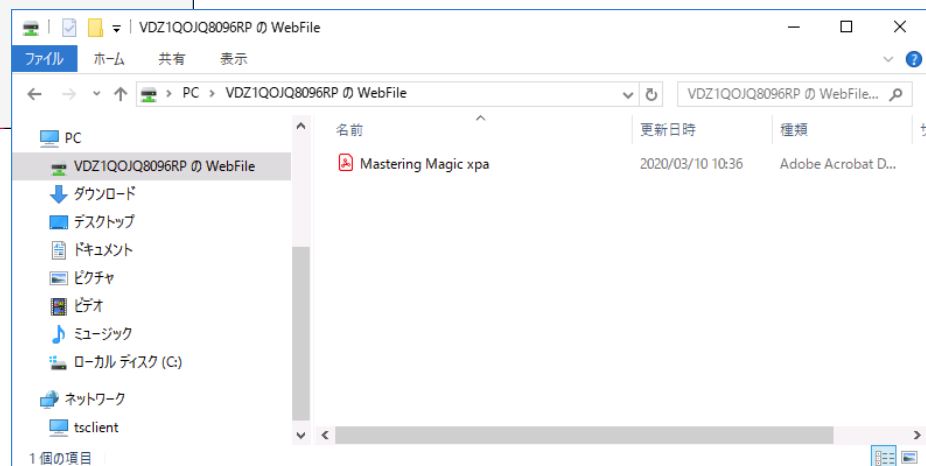 VDZ1QOJQ8096RP の WebFile
ファイル ホーム 共有 表示
PC > VDZ1QOJQ8096RP の WebFile VDZ1QOJQ8096RP の WebFile...
PC 名前 更新日時 種類
VDZ1QOJQ8096RP の WebFile Mastering Magic xpa 2020/03/10 10:36 Adobe Acrobat D...
ダウンロード
デスクトップ
ドキュメント
ピクチャ
ビデオ
ミュージック
ローカル ディスク (C:)
ネットワーク
tsclient
1 個の項目